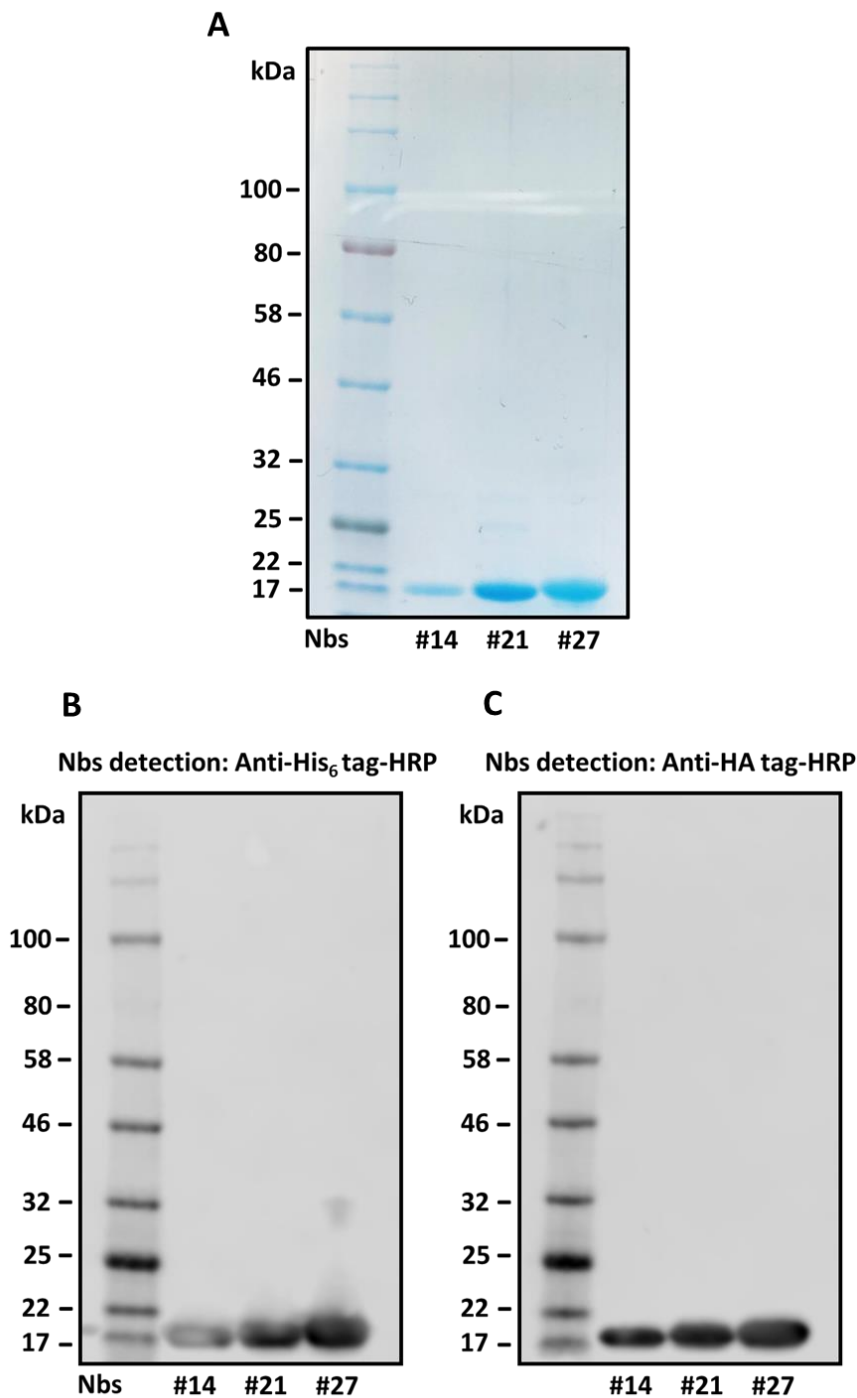 A
kDa
100 –
80 –
58 –
46 –
32 –
25 –
22 –
17 –
Nbs #14 #21 #27
B
Nbs detection: Anti-His₆ tag-HRP
kDa
100 –
80 –
58 –
46 –
32 –
25 –
22 –
17 –
Nbs #14 #21 #27
C
Nbs detection: Anti-HA tag-HRP
kDa
100 –
80 –
58 –
46 –
32 –
25 –
22 –
17 –
#14 #21 #27